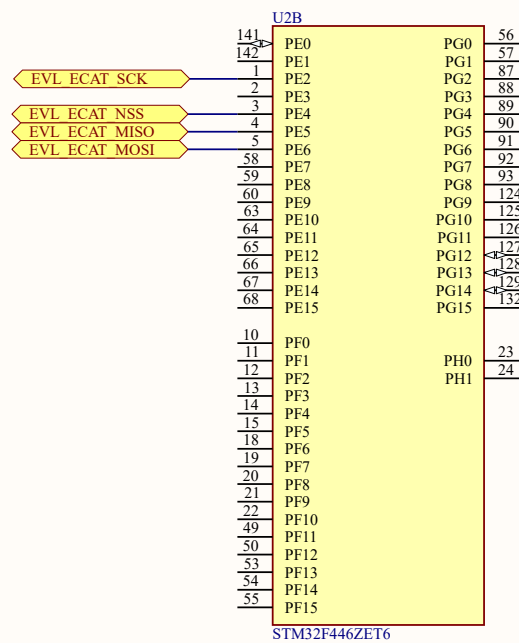 U2B
141 PE0 PG0 56
142 PE1 PG1 57
EVL_ECAT_SCK 1 PE2 PG2 87
2 PE3 PG3 88
EVL_ECAT_NSS 3 PE4 PG4 89
EVL_ECAT_MISO 4 PE5 PG5 90
EVL_ECAT_MOSI 5 PE6 PG6 91
58 PE7 PG7 92
59 PE8 PG8 93
60 PE9 PG9 124
63 PE10 PG10 125
64 PE11 PG11 126
65 PE12 PG12 127
66 PE13 PG13 128
67 PE14 PG14 129
68 PE15 PG15 132
10 PF0
11 PF1 PH0 23
12 PF2 PH1 24
13 PF3
14 PF4
15 PF5
18 PF6
19 PF7
20 PF8
21 PF9
22 PF10
49 PF11
50 PF12
53 PF13
54 PF14
55 PF15
STM32F446ZET6